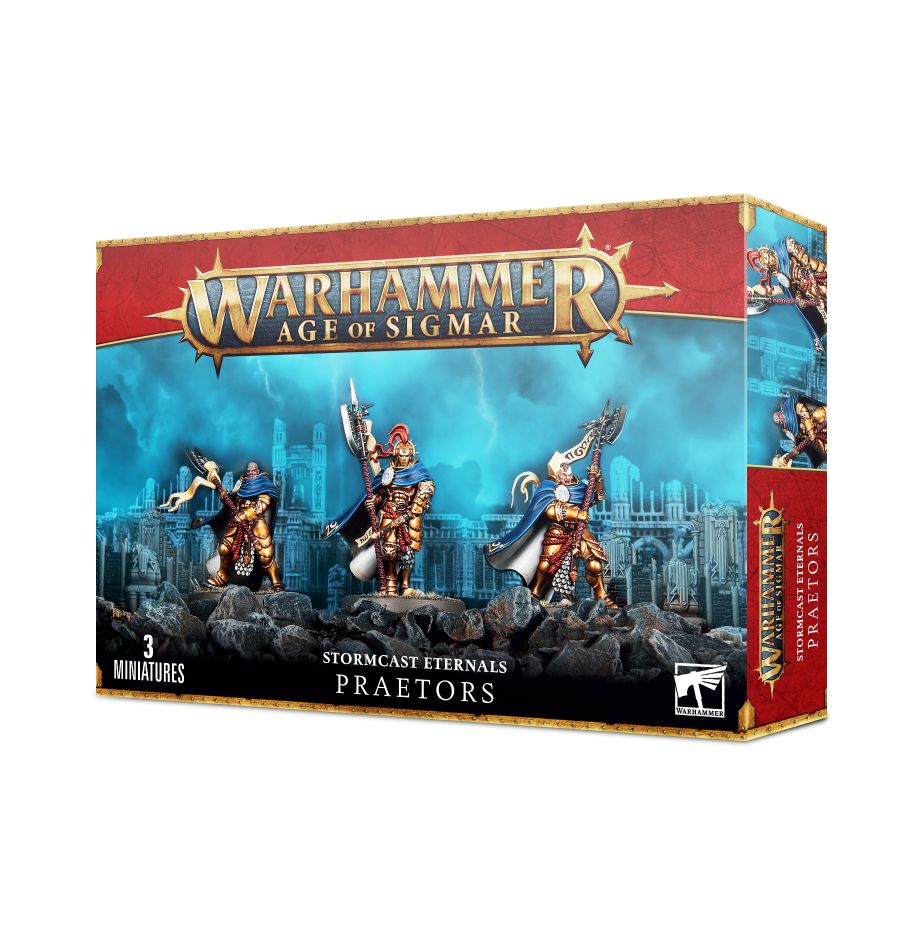 WARHAMMER ®
AGE OF SIGMAR
3
MINIATURES
STORMCAST ETERNALS
PRAETORS
WARHAMMER
WARHAMMER
AGE OF SIGMAR
STORMCAST ETERNALS
PRAETORS